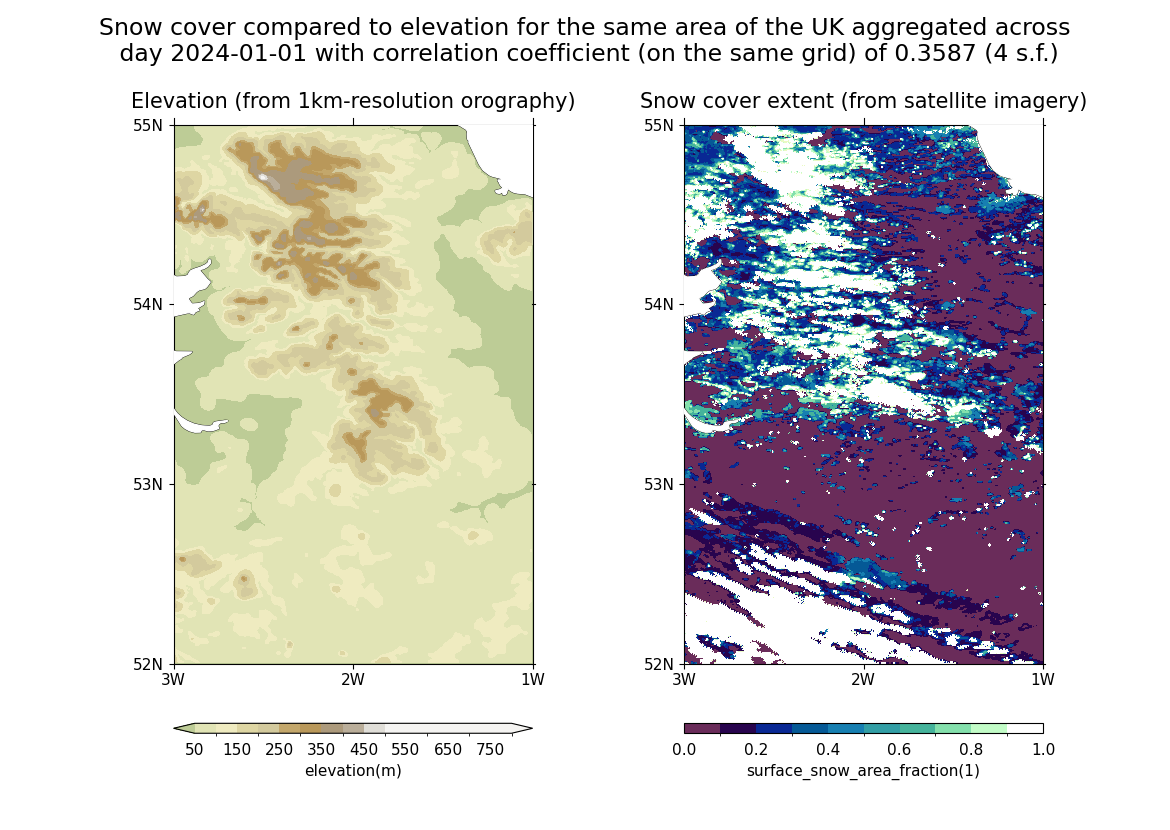 Snow cover compared to elevation for the same area of the UK aggregated across
day 2024-01-01 with correlation coefficient (on the same grid) of 0.3587 (4 s.f.)
Elevation (from 1km-resolution orography)
55N
54N
53N
52N
3W 2W 1W
50 150 250 350 450 550 650 750
elevation(m)
Snow cover extent (from satellite imagery)
55N
54N
53N
52N
3W 2W 1W
0.0 0.2 0.4 0.6 0.8 1.0
surface_snow_area_fraction(1)